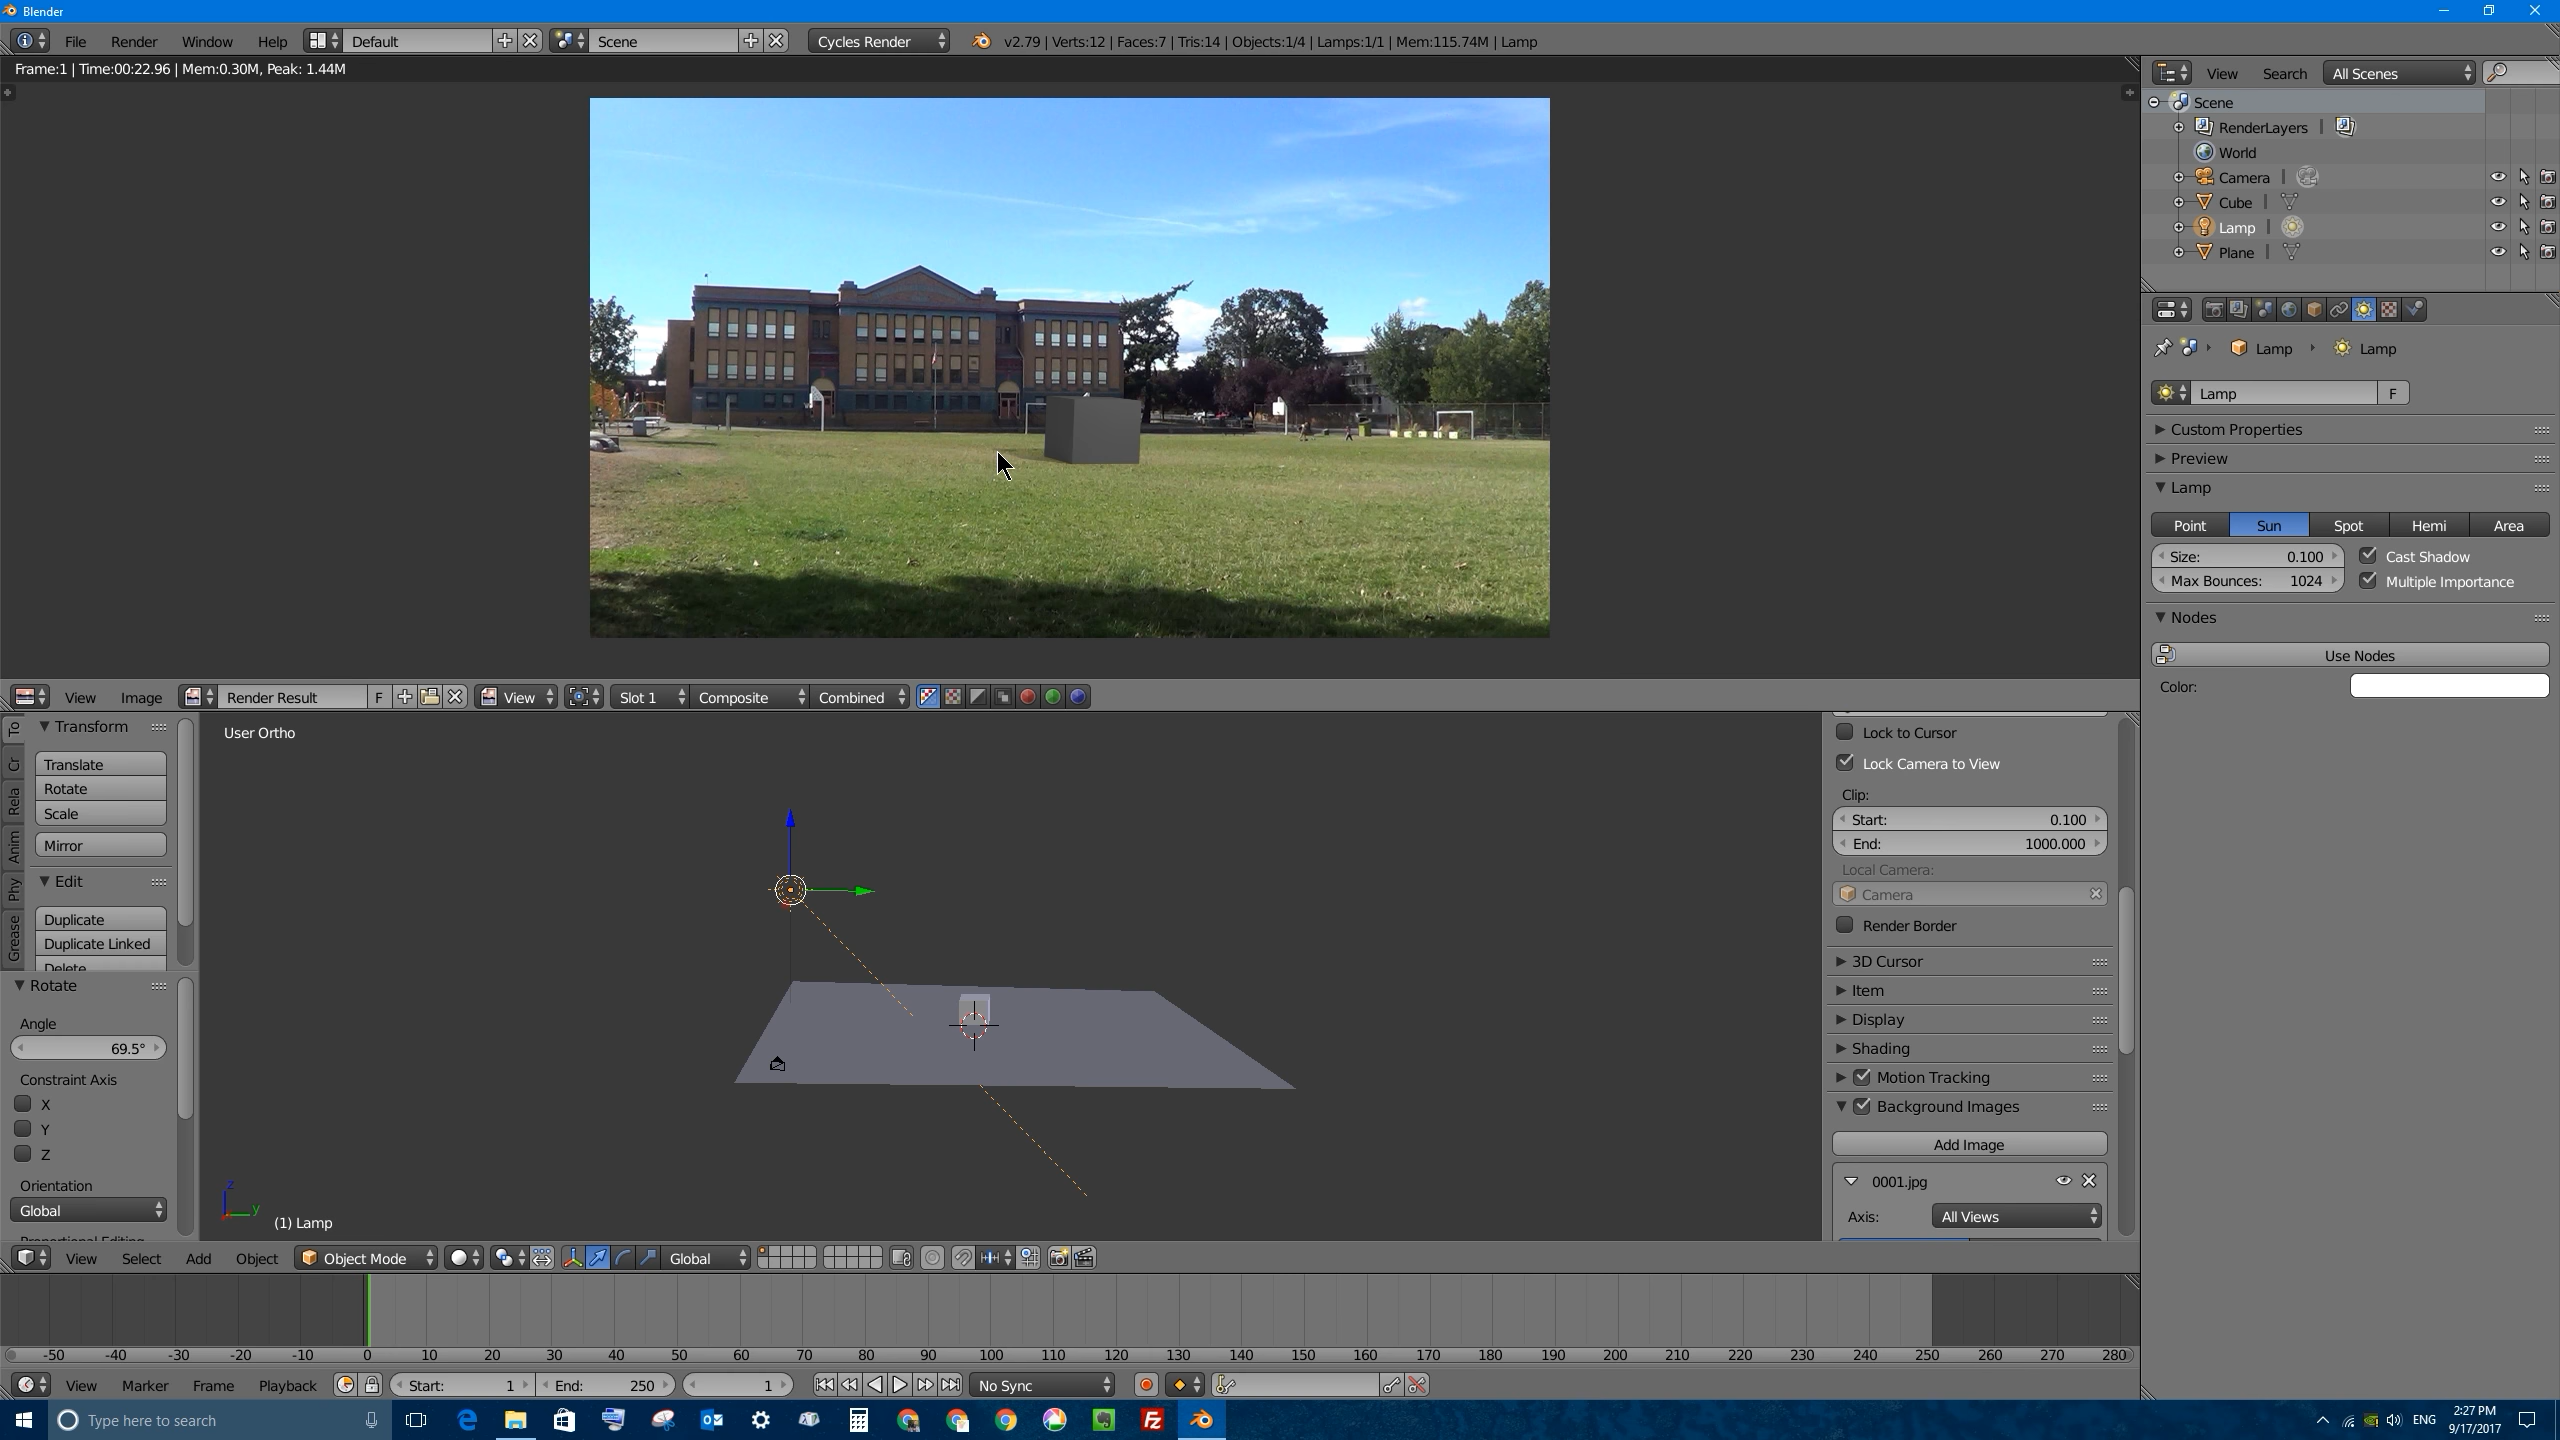 Blender
File Render Window Help Default Scene Cycles Render v2.79 | Verts:12 | Faces:7 | Tris:14 | Objects:1/4 | Lamps:1/1 | Mem:115.74M | Lamp
Frame:1 | Time:00:22.96 | Mem:0.30M, Peak: 1.44M
View Search All Scenes
Scene
RenderLayers |
World
Camera |
Cube |
Lamp |
Plane |
Lamp Lamp
Lamp F
Custom Properties
Preview
Lamp
Point Sun Spot Hemi Area
Size: 0.100 Cast Shadow
Max Bounces: 1024 Multiple Importance
Nodes
Use Nodes
Color:
View Image Render Result F View Slot 1 Composite Combined
To
Cr
Rela
Anim
Phy
Grease
Transform
Translate
Rotate
Scale
Mirror
Edit
Duplicate
Duplicate Linked
Delete
Rotate
Angle
69.5°
Constraint Axis
X
Y
Z
Orientation
Global
Proportional Editing
User Ortho
z
y
(1) Lamp
Lock to Cursor
Lock Camera to View
Clip:
Start: 0.100
End: 1000.000
Local Camera:
Camera
Render Border
3D Cursor
Item
Display
Shading
Motion Tracking
Background Images
Add Image
0001.jpg
Axis: All Views
View Select Add Object Object Mode Global
-50 -40 -30 -20 -10 0 10 20 30 40 50 60 70 80 90 100 110 120 130 140 150 160 170 180 190 200 210 220 230 240 250 260 270 280
View Marker Frame Playback Start: 1 End: 250 1 No Sync
Type here to search
Fz
ENG
2:27 PM
9/17/2017